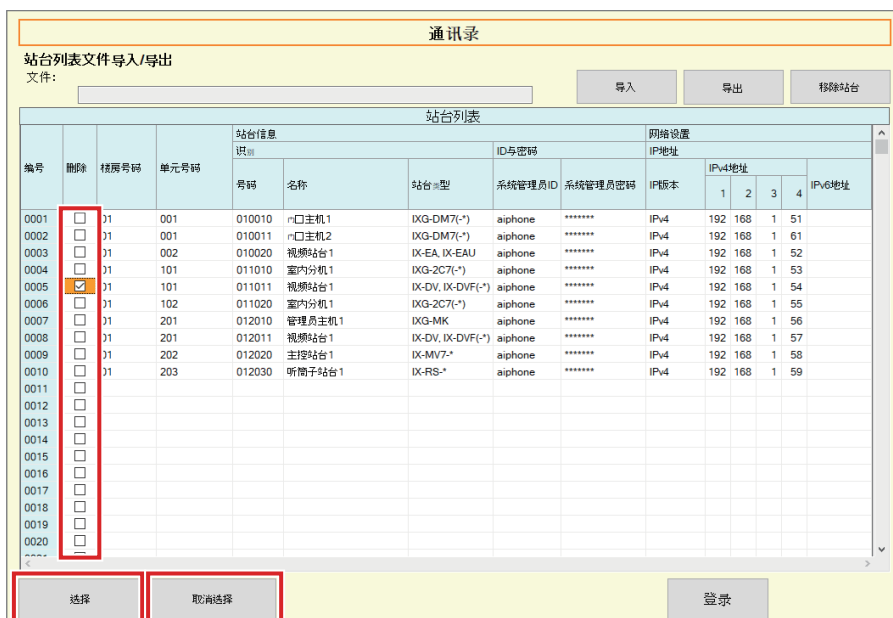 通讯录
站台列表文件导入/导出
文件:
导入 导出 移除站台
站台列表
站台信息 网络设置
识别 ID与密码 IP地址
编号 删除 楼房号码 单元号码 号码 名称 站台类型 系统管理员ID 系统管理员密码 IP版本 IPv4地址 IPv6地址
1 2 3 4
0001 01 001 010010 门口主机1 IXG-DM7(-*) aiphone ******* IPv4 192 168 1 51
0002 01 001 010011 门口主机2 IXG-DM7(-*) aiphone ******* IPv4 192 168 1 61
0003 01 002 010020 视频站台1 IX-EA, IX-EAU aiphone ******* IPv4 192 168 1 52
0004 01 101 011010 室内分机1 IXG-2C7(-*) aiphone ******* IPv4 192 168 1 53
0005 01 101 011011 视频站台1 IX-DV, IX-DVF(-*) aiphone ******* IPv4 192 168 1 54
0006 01 102 011020 室内分机1 IXG-2C7(-*) aiphone ******* IPv4 192 168 1 55
0007 01 201 012010 管理员主机1 IXG-MK aiphone ******* IPv4 192 168 1 56
0008 01 201 012011 视频站台1 IX-DV, IX-DVF(-*) aiphone ******* IPv4 192 168 1 57
0009 01 202 012020 主控站台1 IX-MV7-* aiphone ******* IPv4 192 168 1 58
0010 01 203 012030 听筒子站台1 IX-RS-* aiphone ******* IPv4 192 168 1 59
0011
0012
0013
0014
0015
0016
0017
0018
0019
0020
选择 取消选择 登录